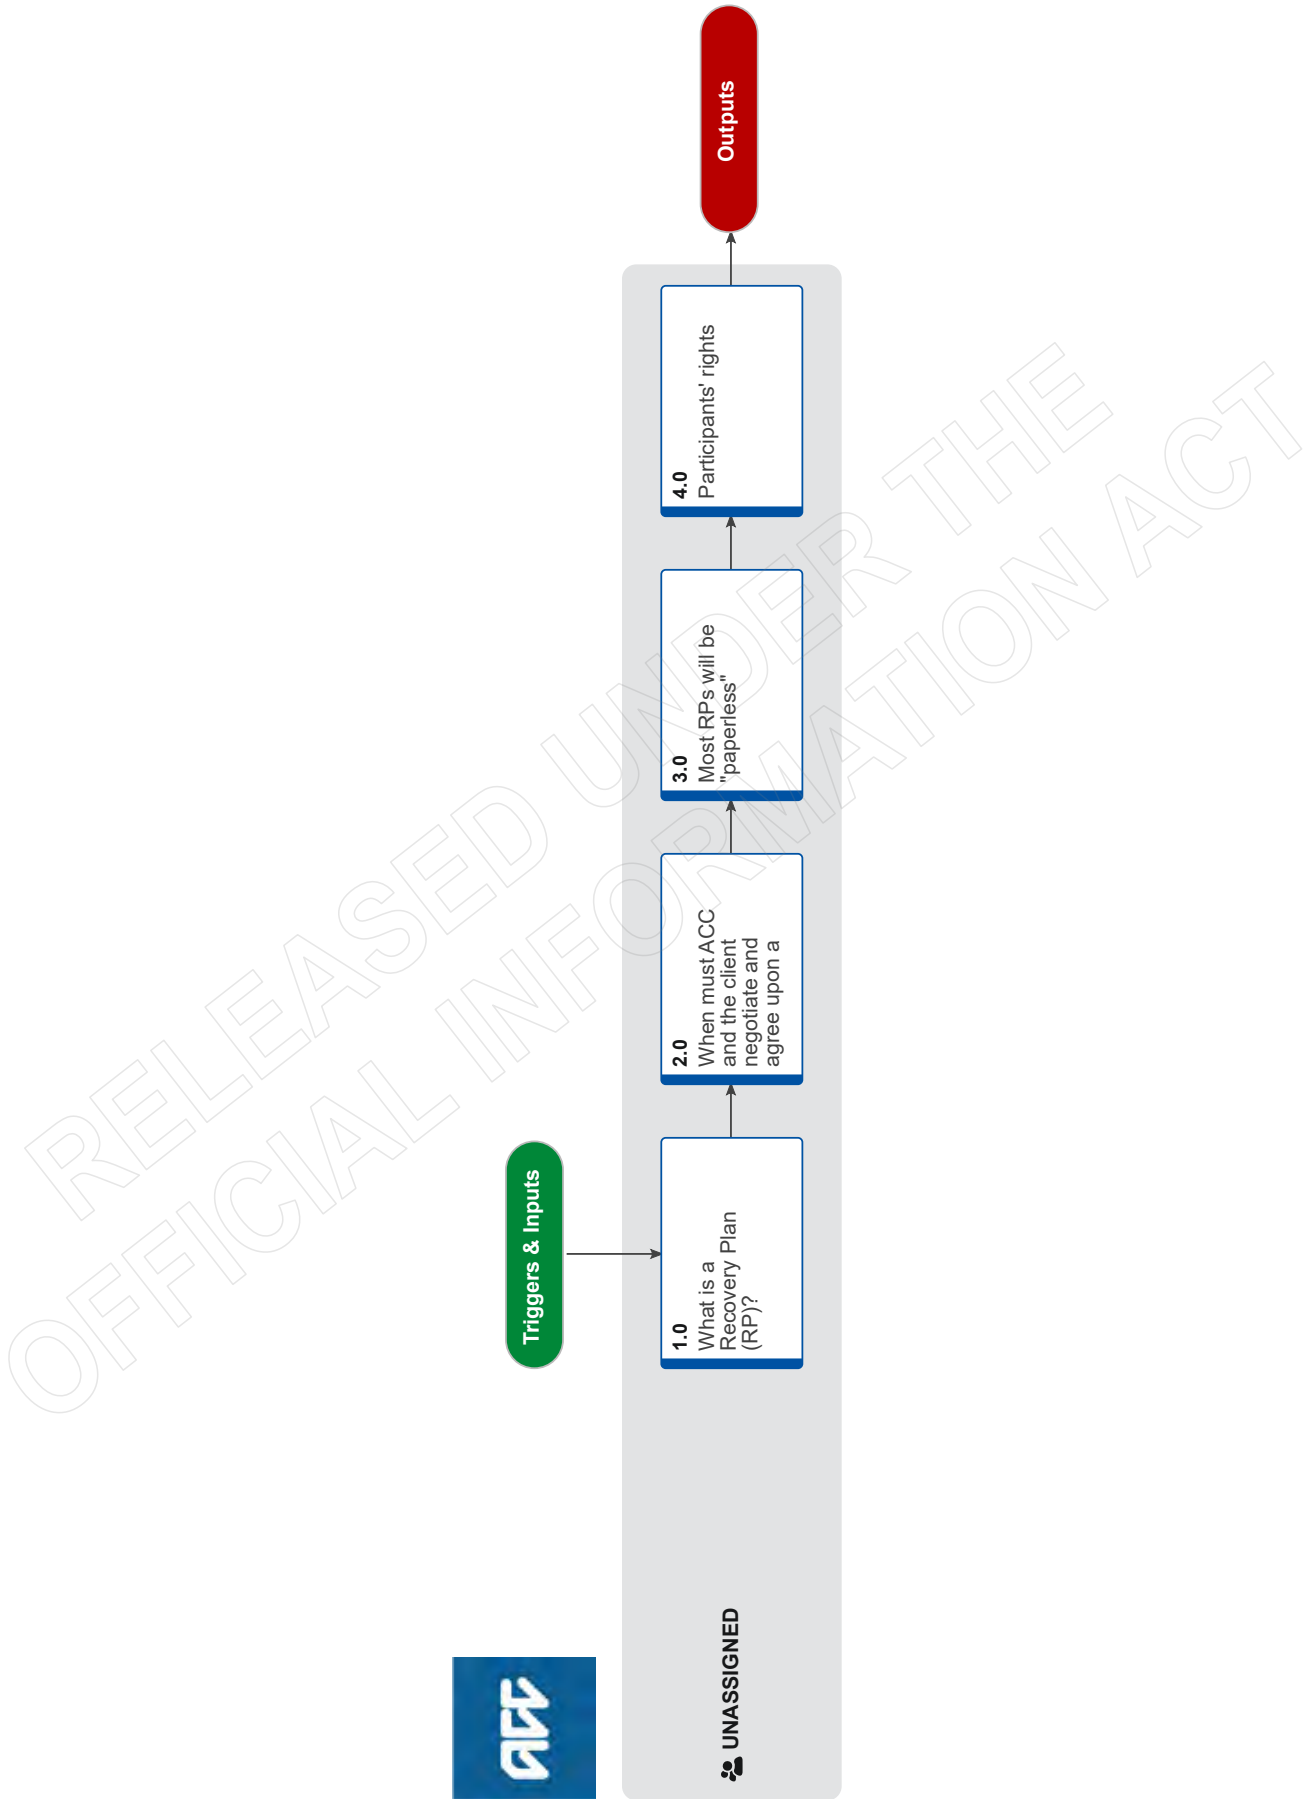 acc
UNASSIGNED
Triggers & Inputs
1.0
What is a
Recovery Plan
(RP)?
2.0
When must ACC
and the client
negotiate and
agree upon a
3.0
Most RPs will be
"paperless"
4.0
Participants' rights
Outputs
RELEASED UNDER THE
OFFICIAL INFORMATION ACT